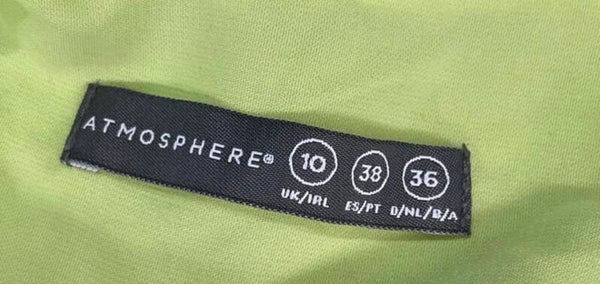 ATMOSPHERE® 10 38 36
UK/IRL ES/PT D/NL/B/A